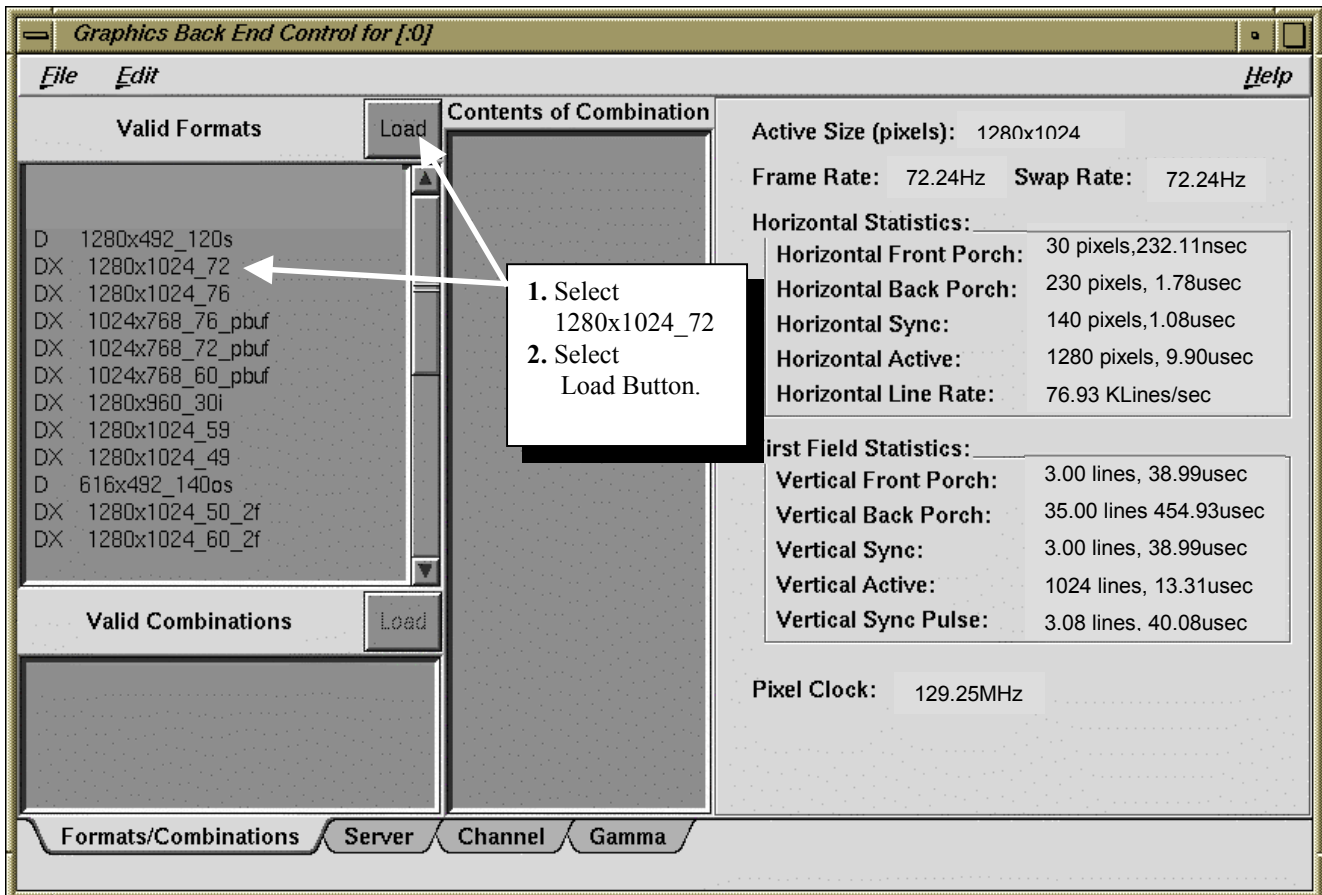 Graphics Back End Control for [:0]
File Edit Help
Valid Formats
Load
D 1280x492_120s
DX 1280x1024_72
DX 1280x1024_76
DX 1024x768_76_pbuf
DX 1024x768_72_pbuf
DX 1024x768_60_pbuf
DX 1280x960_30i
DX 1280x1024_59
DX 1280x1024_49
D 616x492_140os
DX 1280x1024_50_2f
DX 1280x1024_60_2f
Valid Combinations
Load
Contents of Combination
1. Select
1280x1024_72
2. Select
Load Button.
Active Size (pixels): 1280x1024
Frame Rate: 72.24Hz Swap Rate: 72.24Hz
Horizontal Statistics:
Horizontal Front Porch: 30 pixels,232.11nsec
Horizontal Back Porch: 230 pixels, 1.78usec
Horizontal Sync: 140 pixels,1.08usec
Horizontal Active: 1280 pixels, 9.90usec
Horizontal Line Rate: 76.93 KLines/sec
irst Field Statistics:
Vertical Front Porch: 3.00 lines, 38.99usec
Vertical Back Porch: 35.00 lines 454.93usec
Vertical Sync: 3.00 lines, 38.99usec
Vertical Active: 1024 lines, 13.31usec
Vertical Sync Pulse: 3.08 lines, 40.08usec
Pixel Clock: 129.25MHz
Formats/Combinations Server Channel Gamma